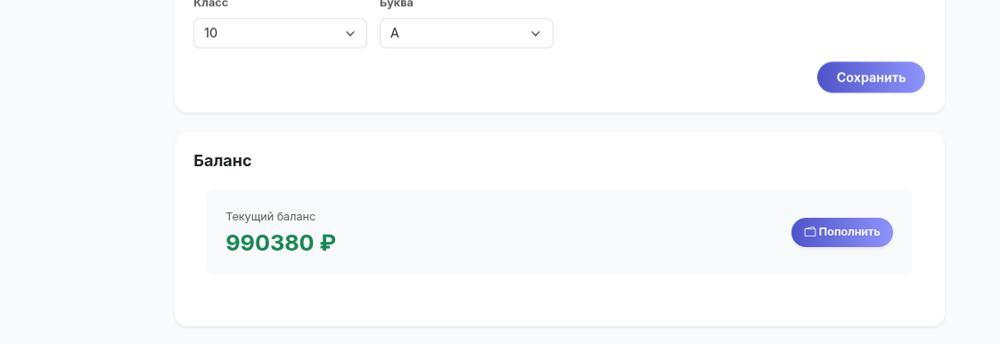 Класс Буква
10 А
Сохранить
Баланс
Текущий баланс
990380 ₽
Пополнить